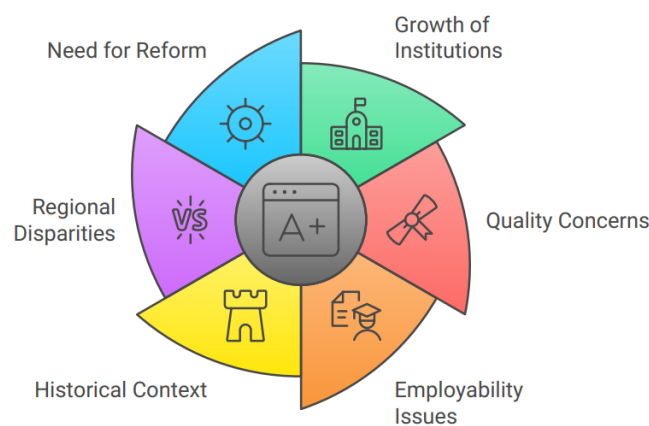 Need for Reform
Growth of
Institutions
Regional
Disparities
VS
A+
Quality Concerns
Historical Context
Employability
Issues